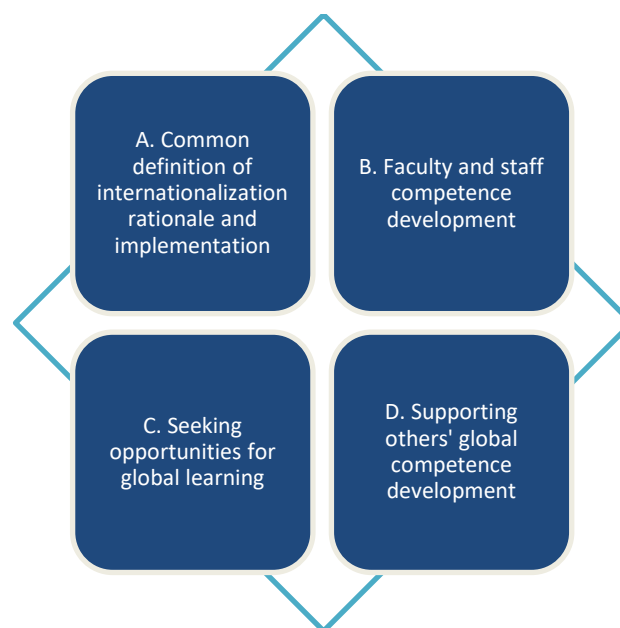 A. Common
definition of
internationalization
rationale and
implementation
B. Faculty and staff
competence
development
C. Seeking
opportunities for
global learning
D. Supporting
others' global
competence
development